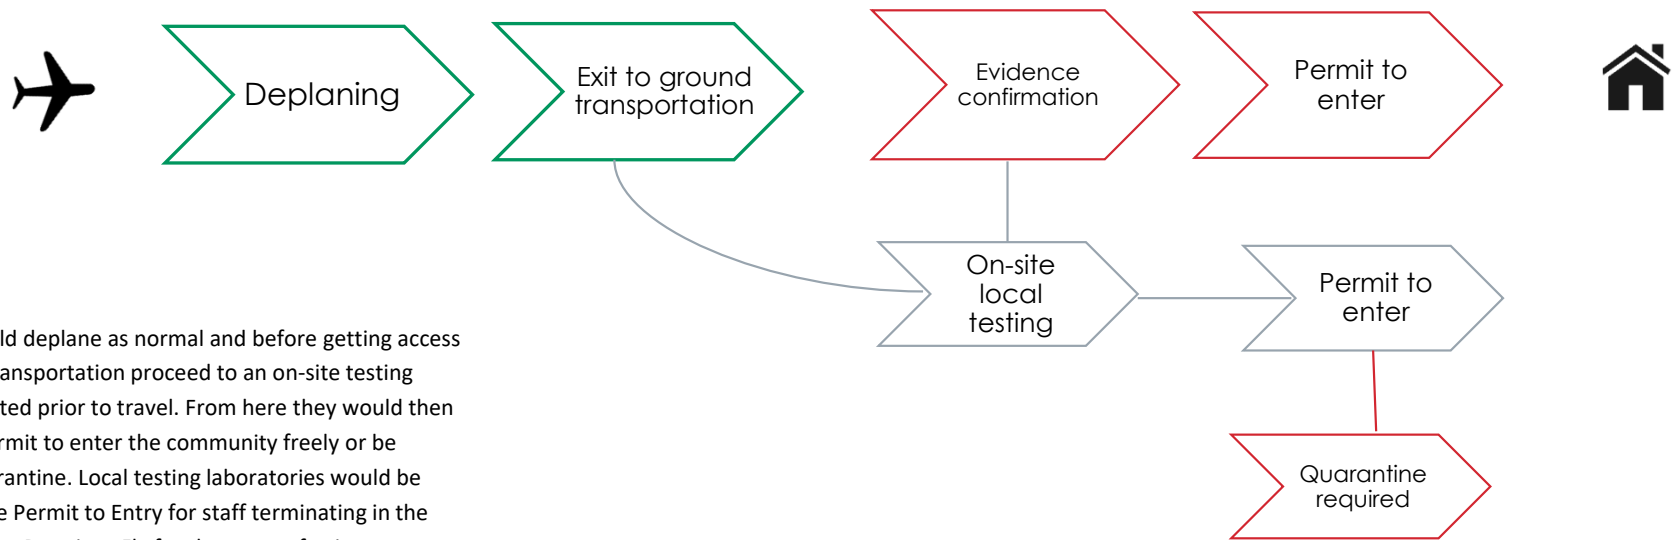 Deplaning
Exit to ground
transportation
Evidence
confirmation
Permit to
enter
On-site
local
testing
Permit to
enter
Quarantine
required
ld deplane as normal and before getting access
ransportation proceed to an on-site testing
ted prior to travel. From here they would then
rmit to enter the community freely or be
rantine. Local testing laboratories would be
e Permit to Entry for staff terminating in the